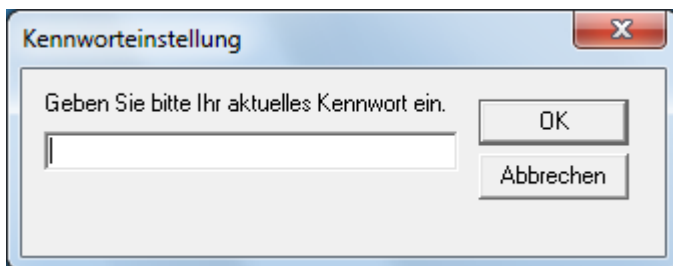 Kennworteinstellung
Geben Sie bitte Ihr aktuelles Kennwort ein.
OK
Abbrechen